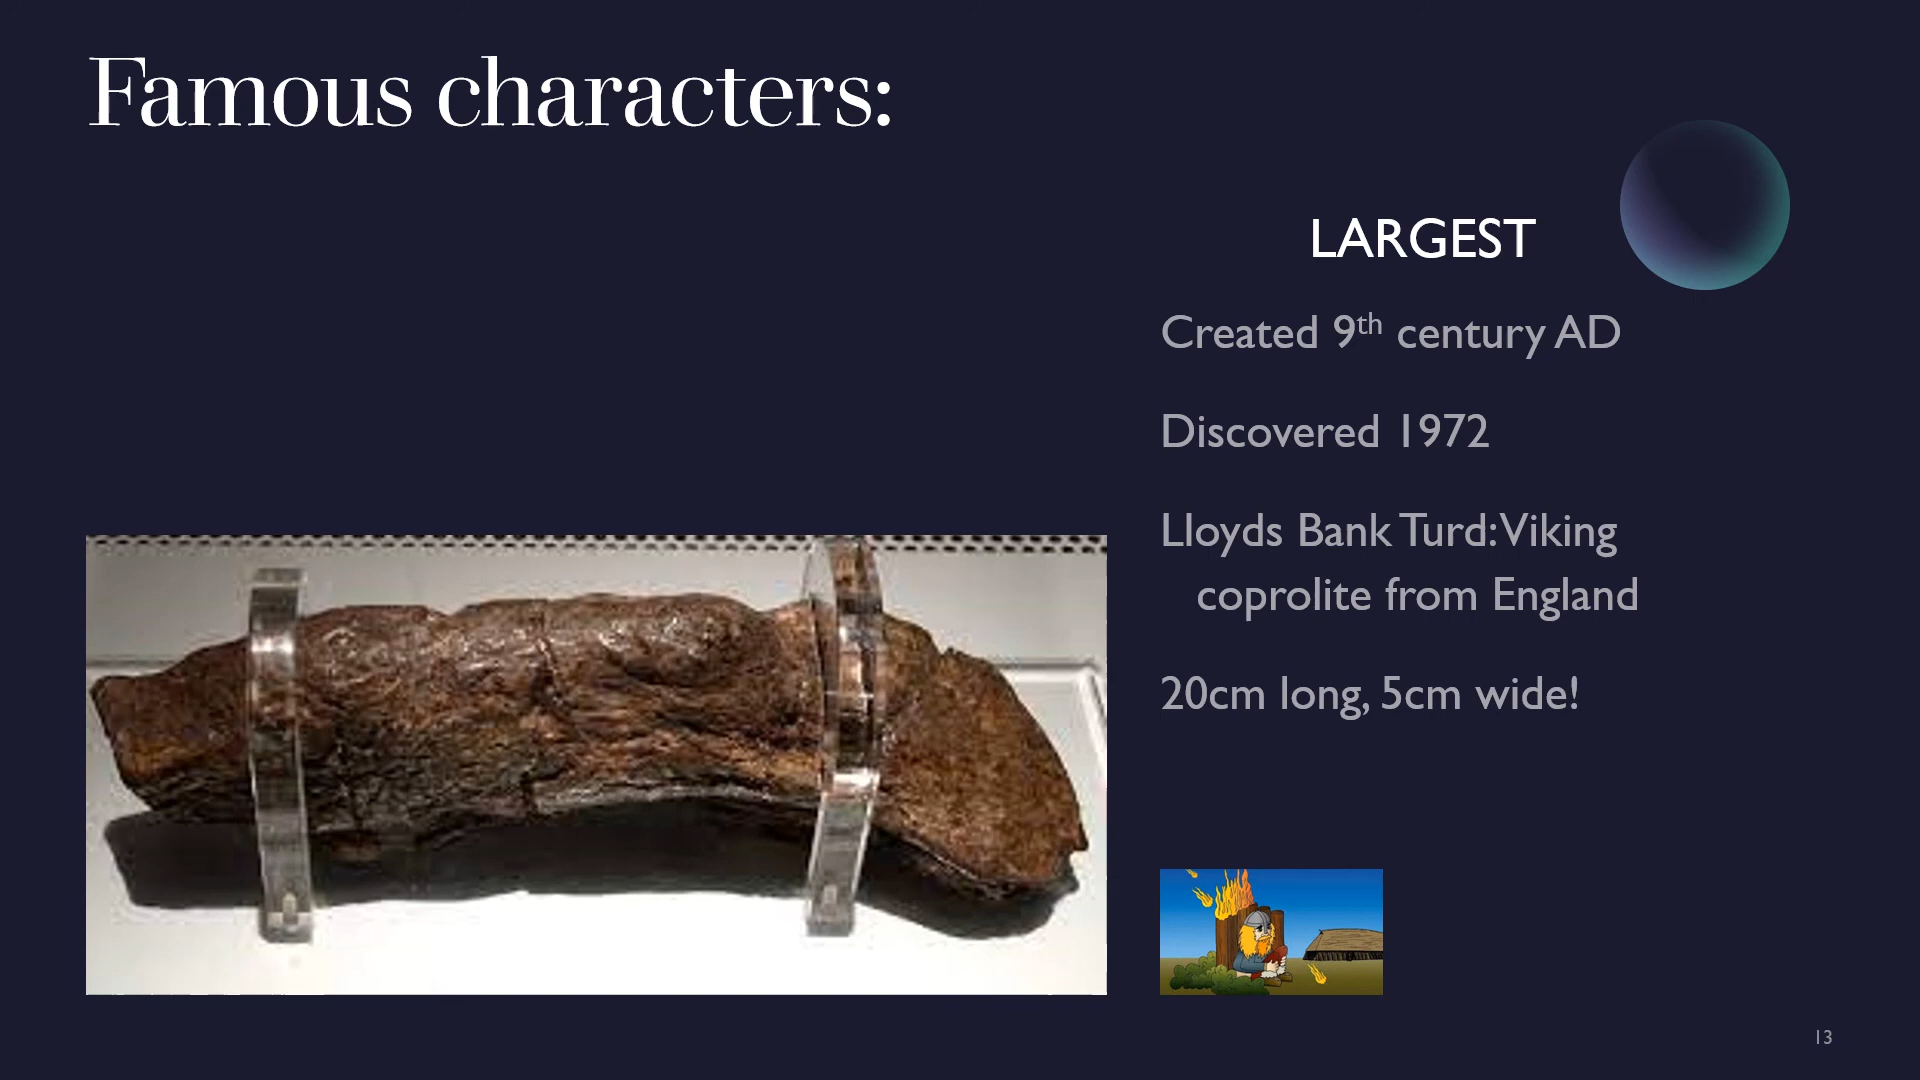 Famous characters:
LARGEST
Created 9th century AD
Discovered 1972
Lloyds Bank Turd: Viking
coprolite from England
20cm long, 5cm wide!
13